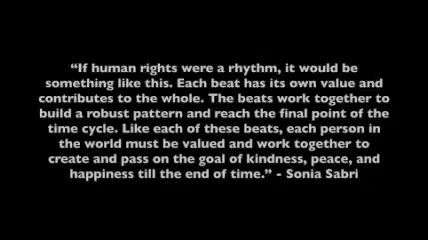 “If human rights were a rhythm, it would be
something like this. Each beat has its own value and
contributes to the whole. The beats work together to
build a robust pattern and reach the final point of the
time cycle. Like each of these beats, each person in
the world must be valued and work together to
create and pass on the goal of kindness, peace, and
happiness till the end of time.” - Sonia Sabri